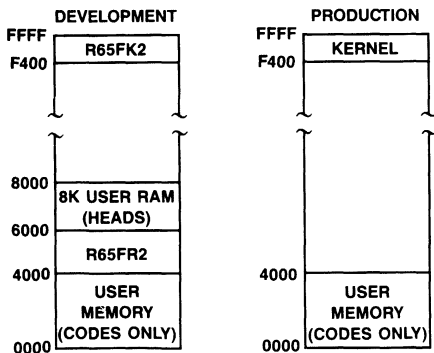 DEVELOPMENT
FFFF
R65FK2
F400
8000
8K USER RAM
(HEADS)
6000
R65FR2
4000
USER
MEMORY
(CODES ONLY)
0000
PRODUCTION
FFFF
KERNEL
F400
4000
USER
MEMORY
(CODES ONLY)
0000